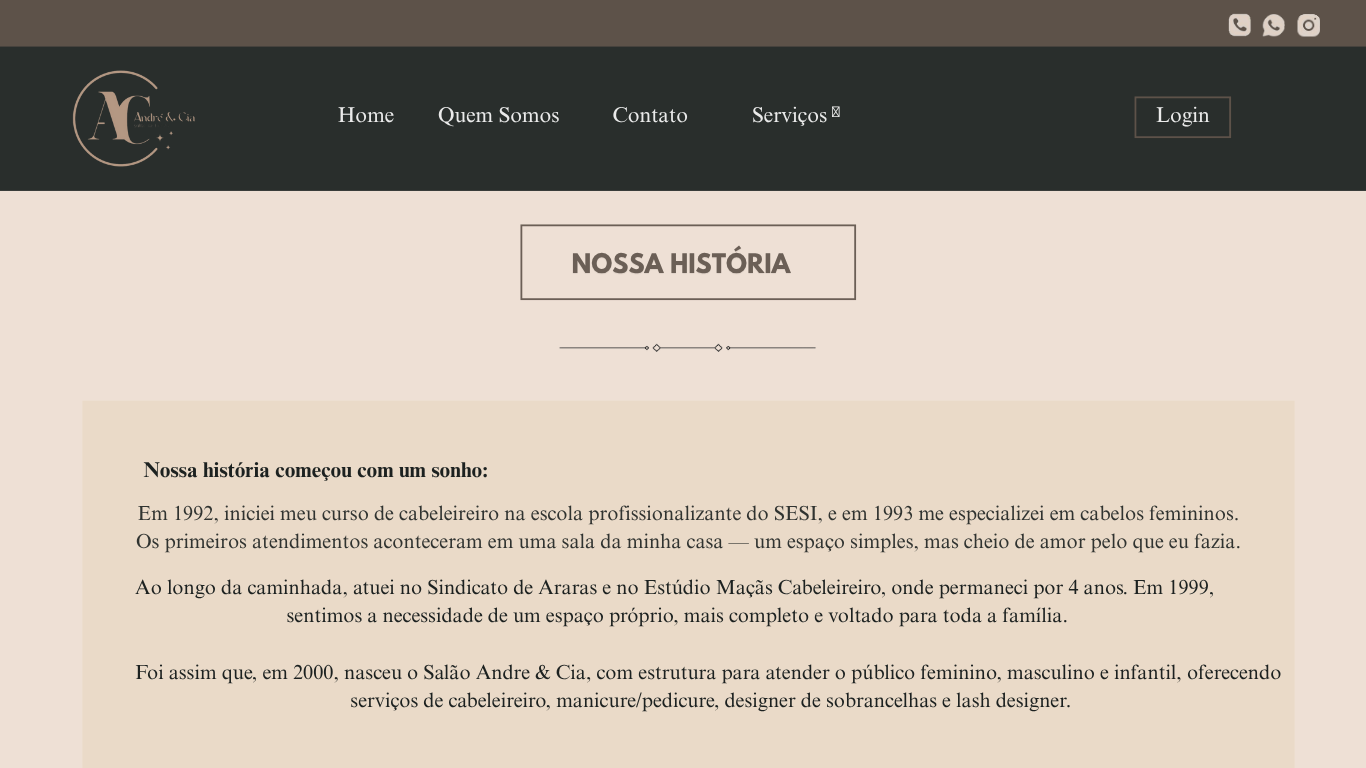 AC
André & Cia
Home
Quem Somos
Contato
Serviços
Login
NOSSA HISTÓRIA
Nossa história começou com um sonho:
Em 1992, iniciei meu curso de cabeleireiro na escola profissionalizante do SESI, e em 1993 me especializei em cabelos femininos.
Os primeiros atendimentos aconteceram em uma sala da minha casa — um espaço simples, mas cheio de amor pelo que eu fazia.
Ao longo da caminhada, atuei no Sindicato de Araras e no Estúdio Maçãs Cabeleireiro, onde permaneci por 4 anos. Em 1999,
sentimos a necessidade de um espaço próprio, mais completo e voltado para toda a família.
Foi assim que, em 2000, nasceu o Salão Andre & Cia, com estrutura para atender o público feminino, masculino e infantil, oferecendo
serviços de cabeleireiro, manicure/pedicure, designer de sobrancelhas e lash designer.